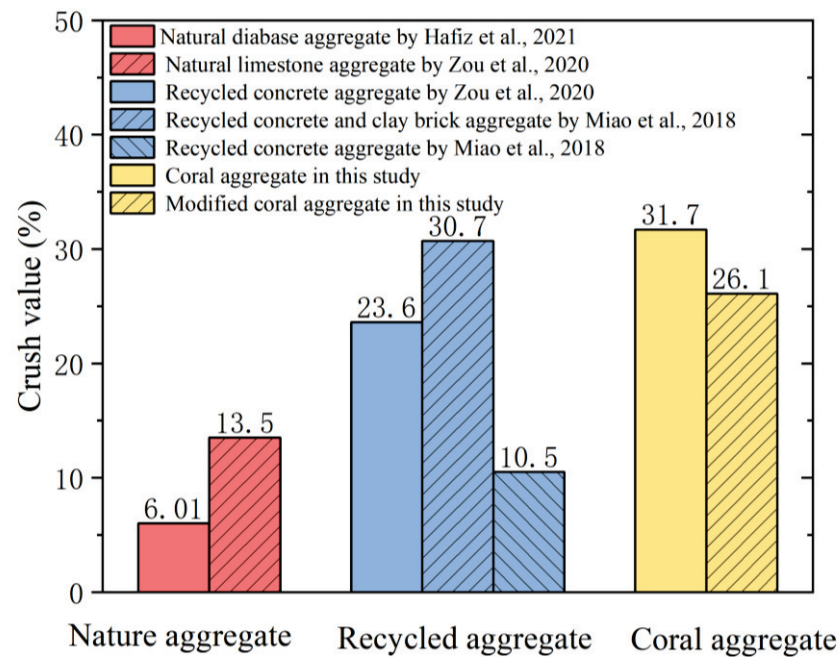 50
40
30
20
10
0
Crush value (%)
Natural diabase aggregate by Hafiz et al., 2021
Natural limestone aggregate by Zou et al., 2020
Recycled concrete aggregate by Zou et al., 2020
Recycled concrete and clay brick aggregate by Miao et al., 2018
Recycled concrete aggregate by Miao et al., 2018
Coral aggregate in this study
Modified coral aggregate in this study
6.01
13.5
23.6
30.7
10.5
31.7
26.1
Nature aggregate
Recycled aggregate
Coral aggregate